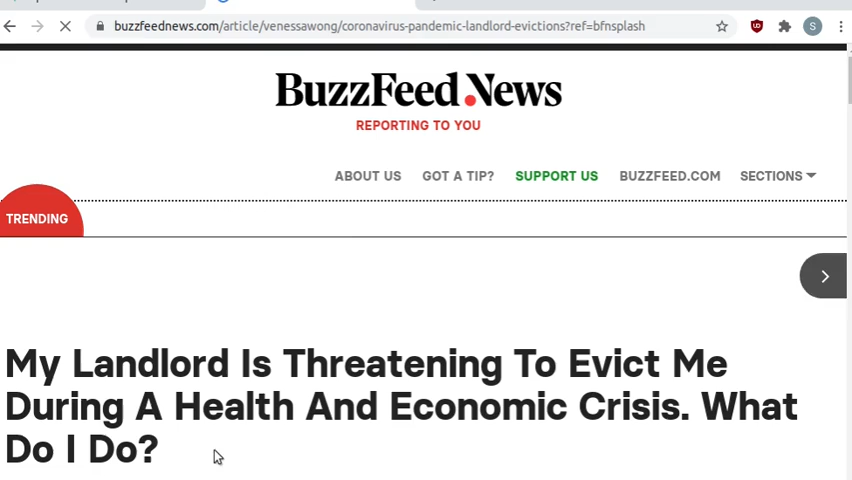 buzzfeednews.com/article/venessawong/coronavirus-pandemic-landlord-evictions?ref=bfnsplash
S
BuzzFeed News
REPORTING TO YOU
ABOUT US GOT A TIP? SUPPORT US BUZZFEED.COM SECTIONS
TRENDING
My Landlord Is Threatening To Evict Me
During A Health And Economic Crisis. What
Do I Do?